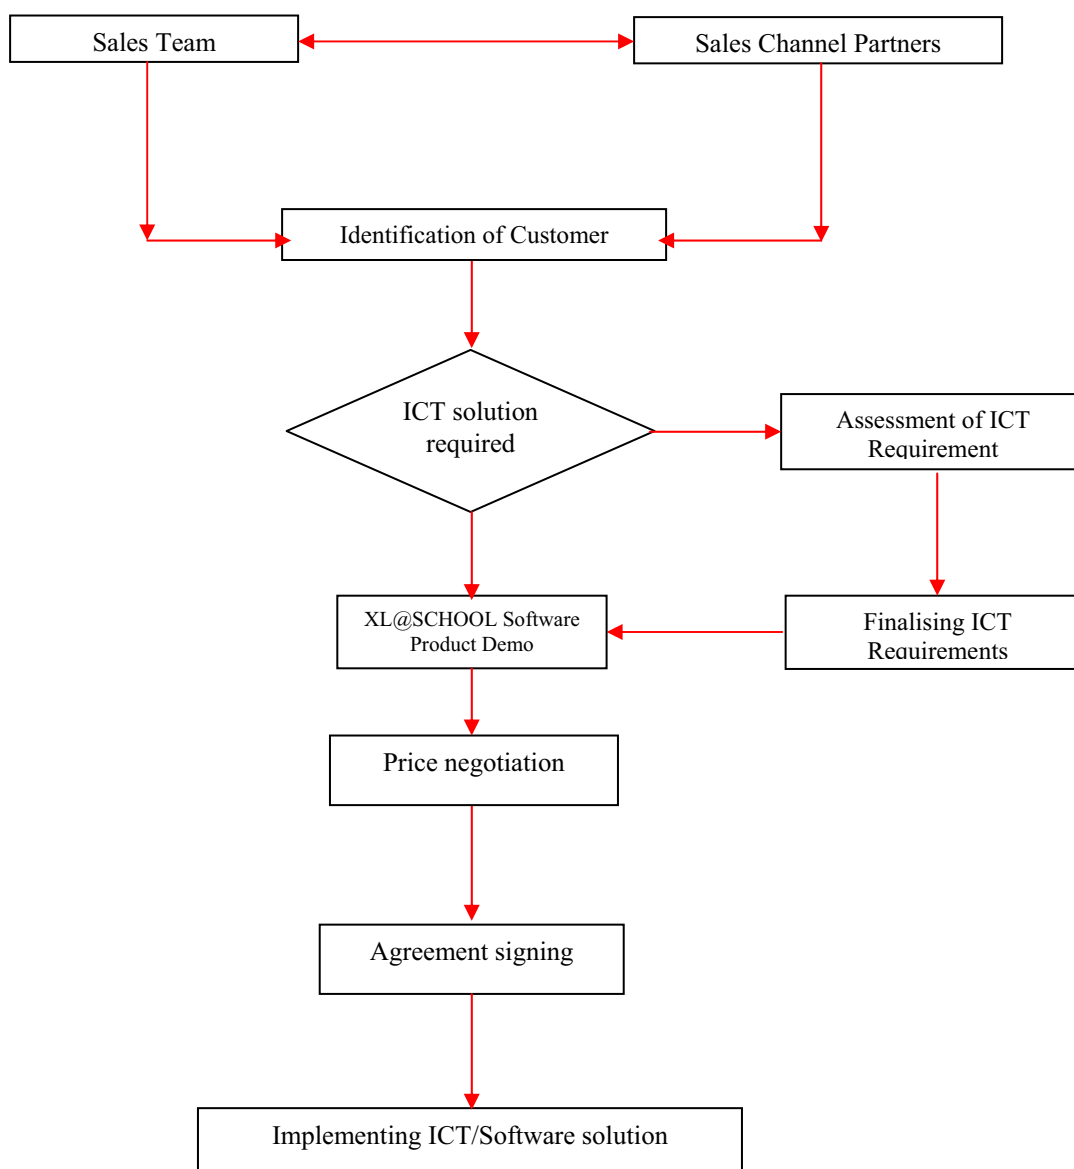 Sales Team
Sales Channel Partners
Identification of Customer
ICT solution
required
Assessment of ICT
Requirement
XL@SCHOOL Software
Product Demo
Finalising ICT
Requirements
Price negotiation
Agreement signing
Implementing ICT/Software solution